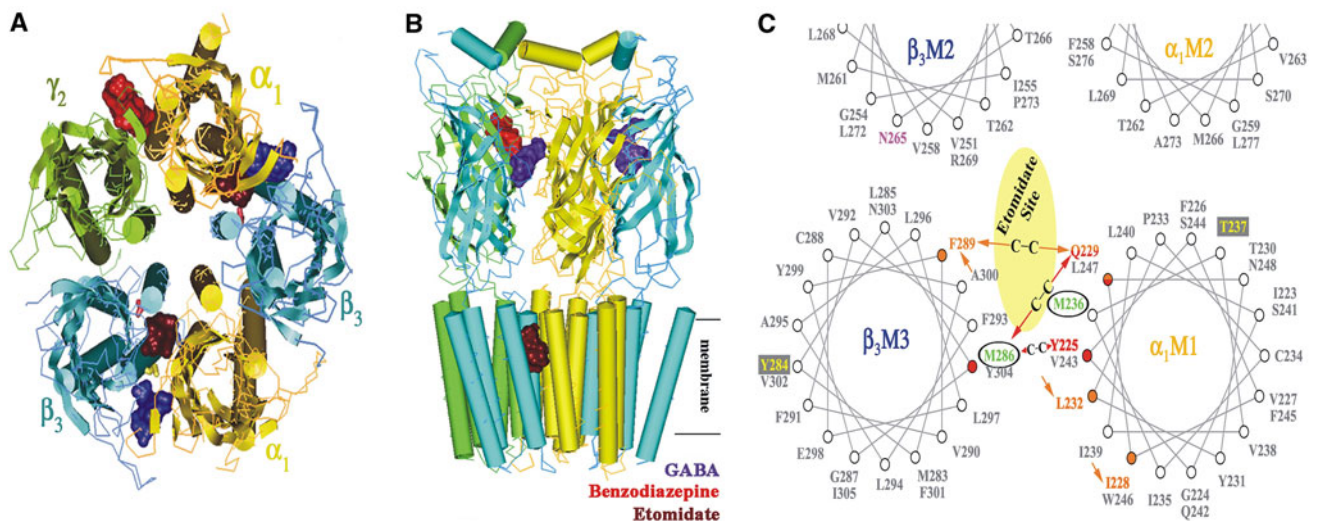 A
γ2
α1
β3
β3
α1
B
membrane
GABA
Benzodiazepine
Etomidate
C
L268
β3M2
T266
M261
I255
P273
G254
L272
T262
N265
V258
V251
R269
F258
S276
α1M2
V263
L269
S270
T262
A273
M266
G259
L277
Etomidate
Site
L285
N303
V292
L296
C288
F289
C-C
Q229
L247
Y299
A300
C-C
M236
A295
F293
β3M3
M286
Y304
C-C
Y225
V243
Y284
V302
L232
F291
L297
E298
V290
G287
I305
L294
M283
F301
F226
S244
P233
T237
L240
T230
N248
I223
S241
α1M1
C234
V227
F245
I239
V238
I228
W246
Y231
I235
G224
Q242